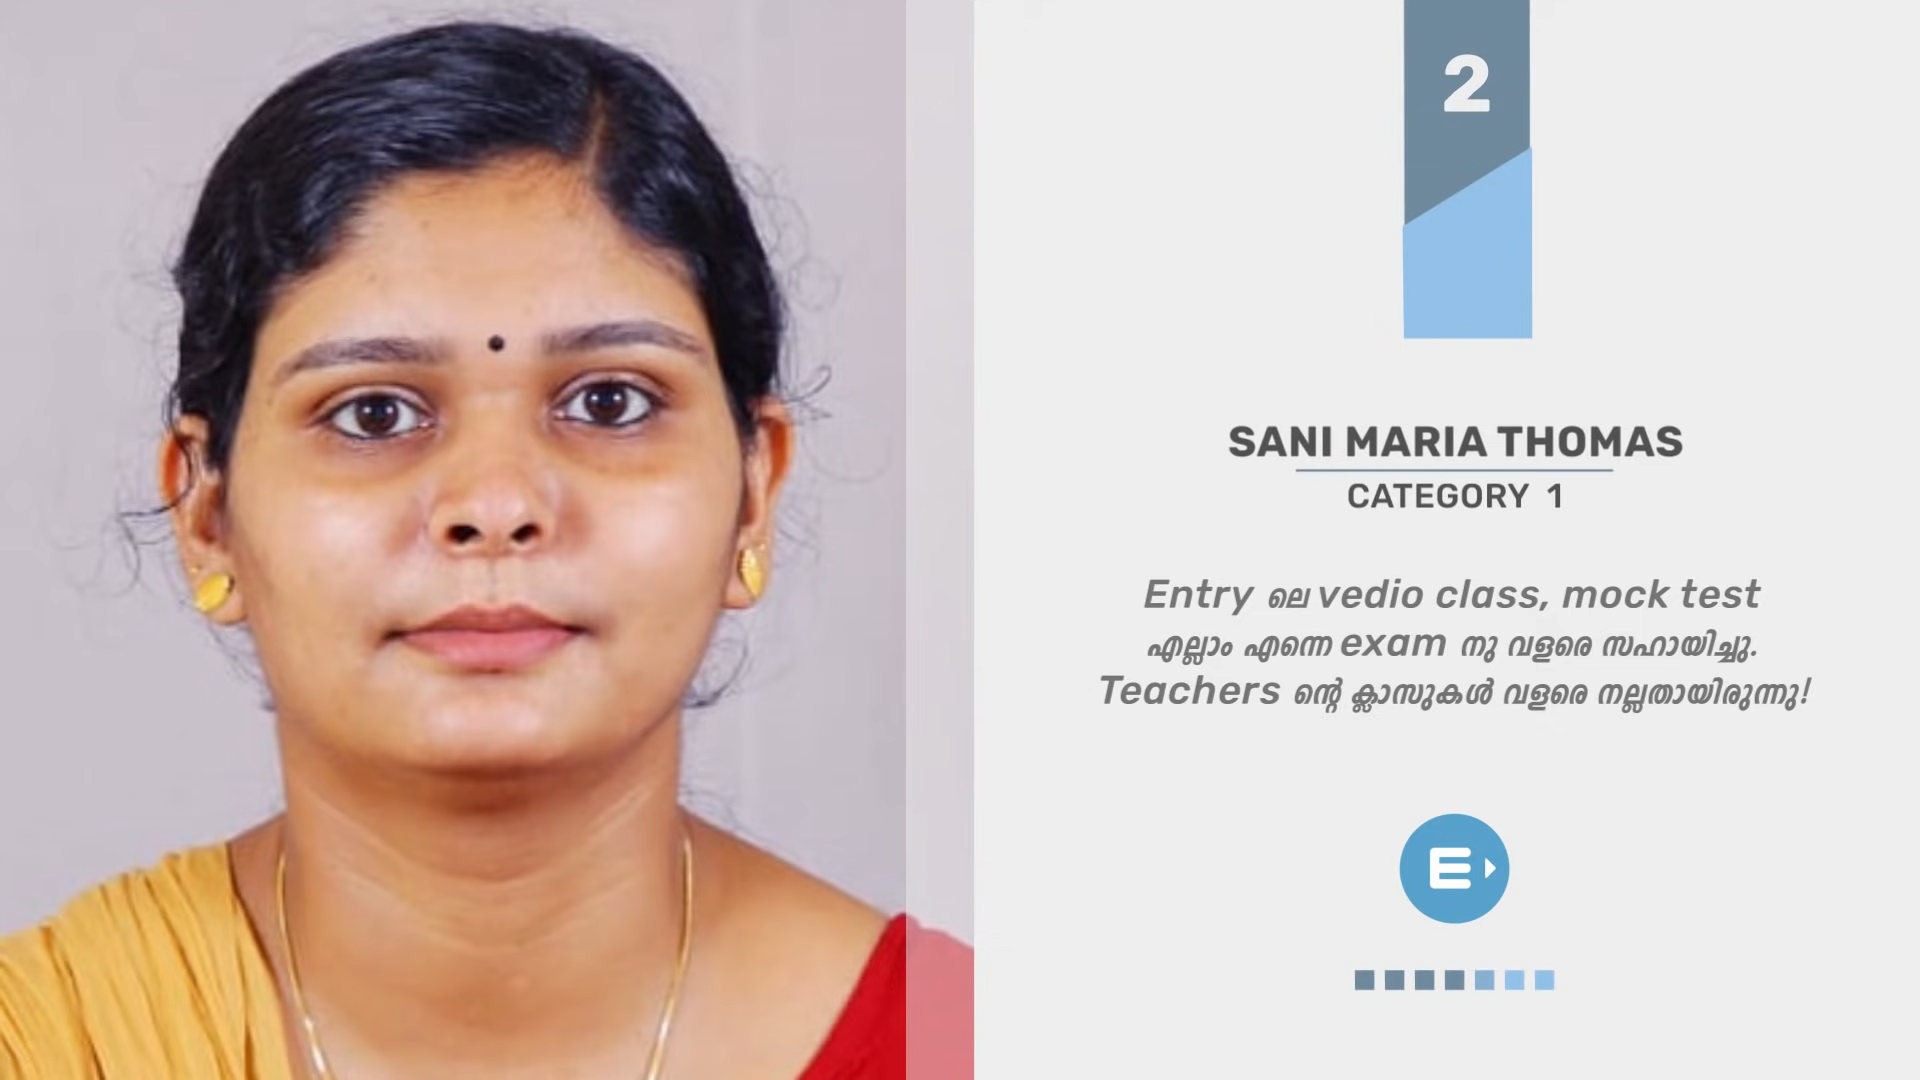 2
SANI MARIA THOMAS
CATEGORY 1
Entry ലെ vedio class, mock test
എല്ലാം എന്നെ exam നു വളരെ സഹായിച്ചു.
Teachers ന്റെ ക്ലാസുകൾ വളരെ നല്ലതായിരുന്നു!
E